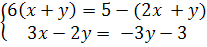 6(x + y) = 5 − (2x + y)
3x − 2y = −3y − 3